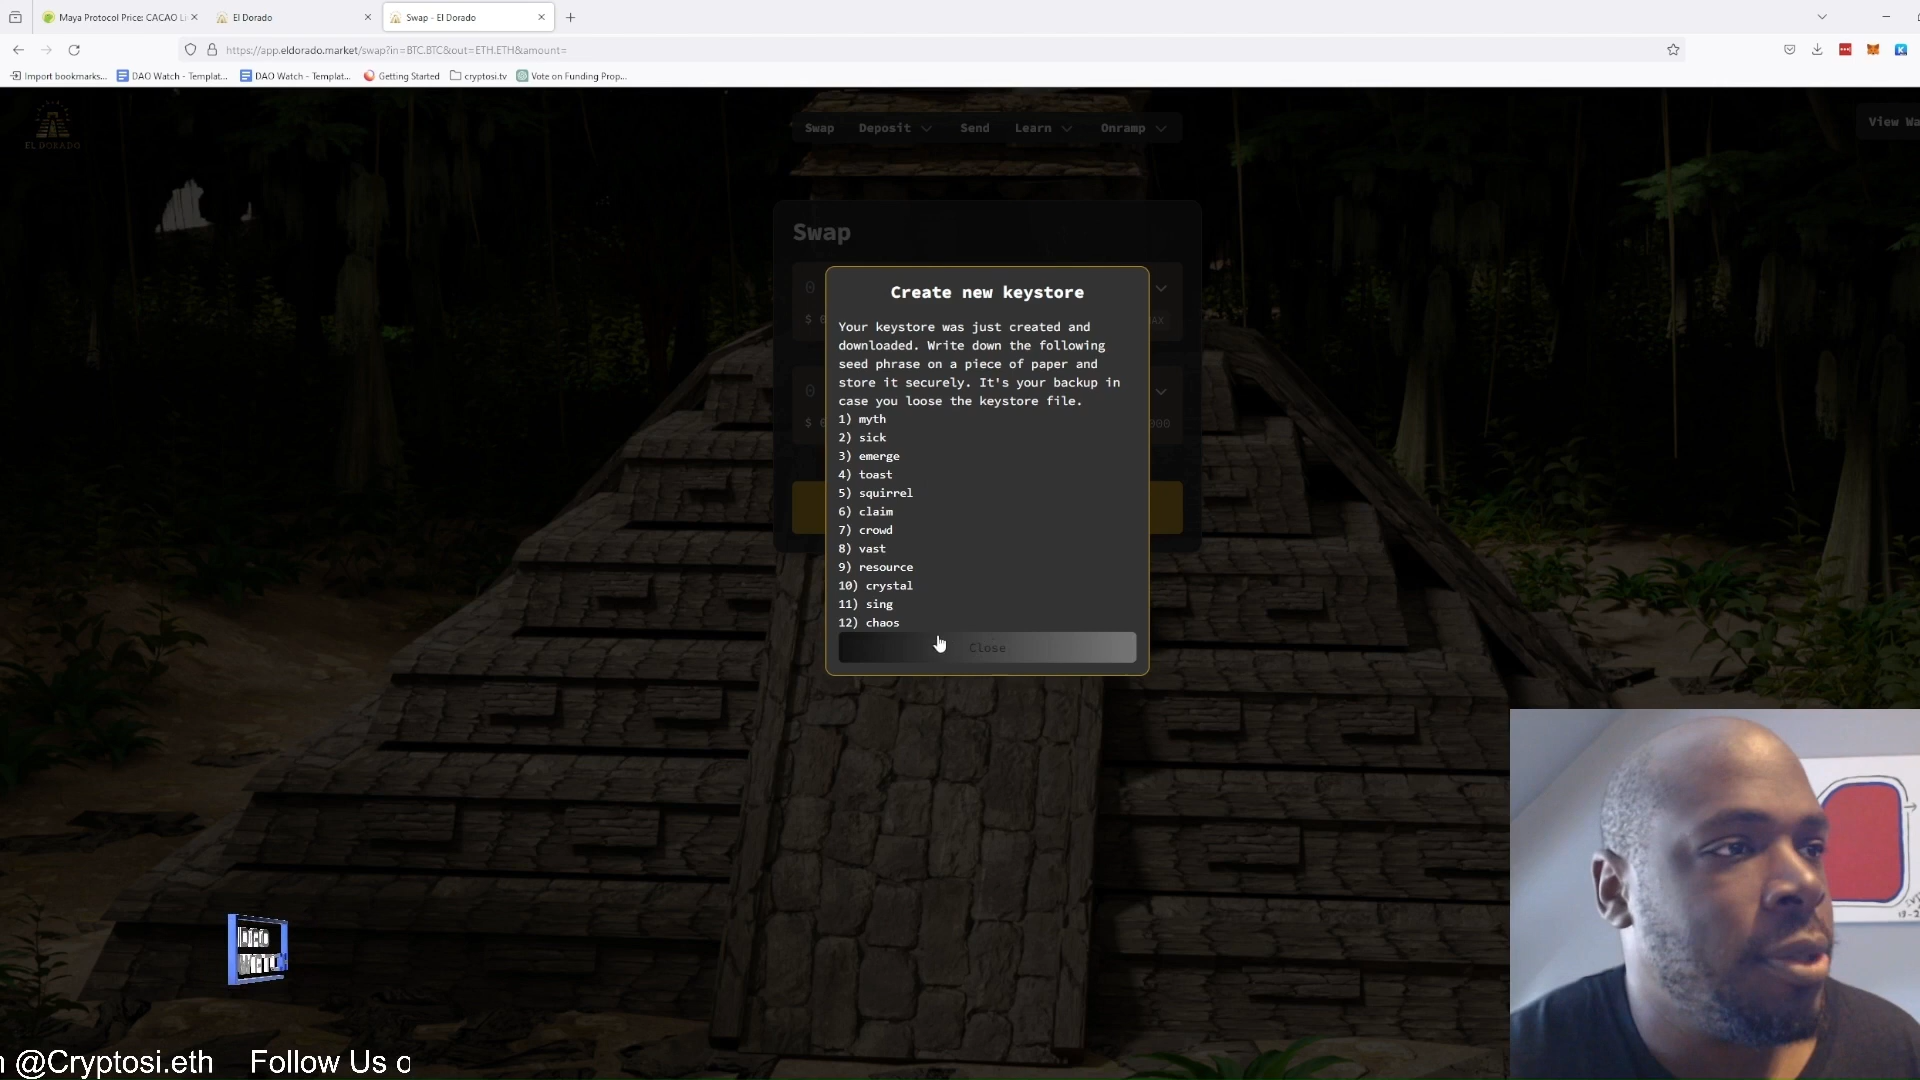 Maya Protocol Price: CACAO Li
El Dorado
Swap - El Dorado
https://app.eldorado.market/swap?in=BTC.BTC&out=ETH.ETH&amount=
Import bookmarks...
DAO Watch - Templat...
DAO Watch - Templat...
Getting Started
cryptosi.tv
Vote on Funding Prop...
EL DORADO
Swap
Deposit
Send
Learn
Onramp
View Wa
Swap
Create new keystore
Your keystore was just created and
downloaded. Write down the following
seed phrase on a piece of paper and
store it securely. It's your backup in
case you loose the keystore file.
1) myth
2) sick
3) emerge
4) toast
5) squirrel
6) claim
7) crowd
8) vast
9) resource
10) crystal
11) sing
12) chaos
Close
@Cryptosi.eth
Follow Us